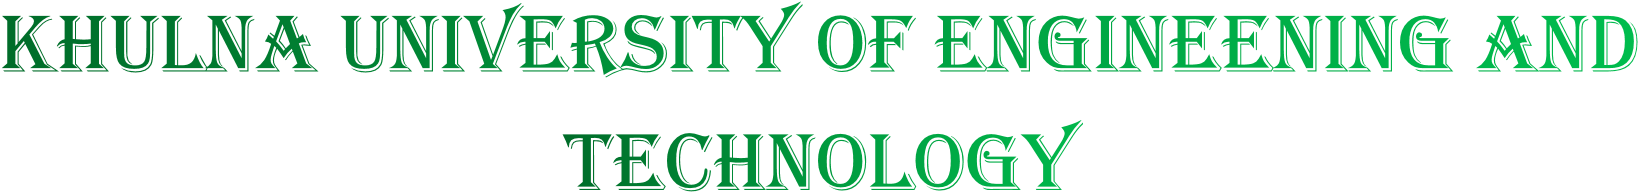 KHULNA UNIVERSITY OF ENGINEENING AND
TECHNOLOGY